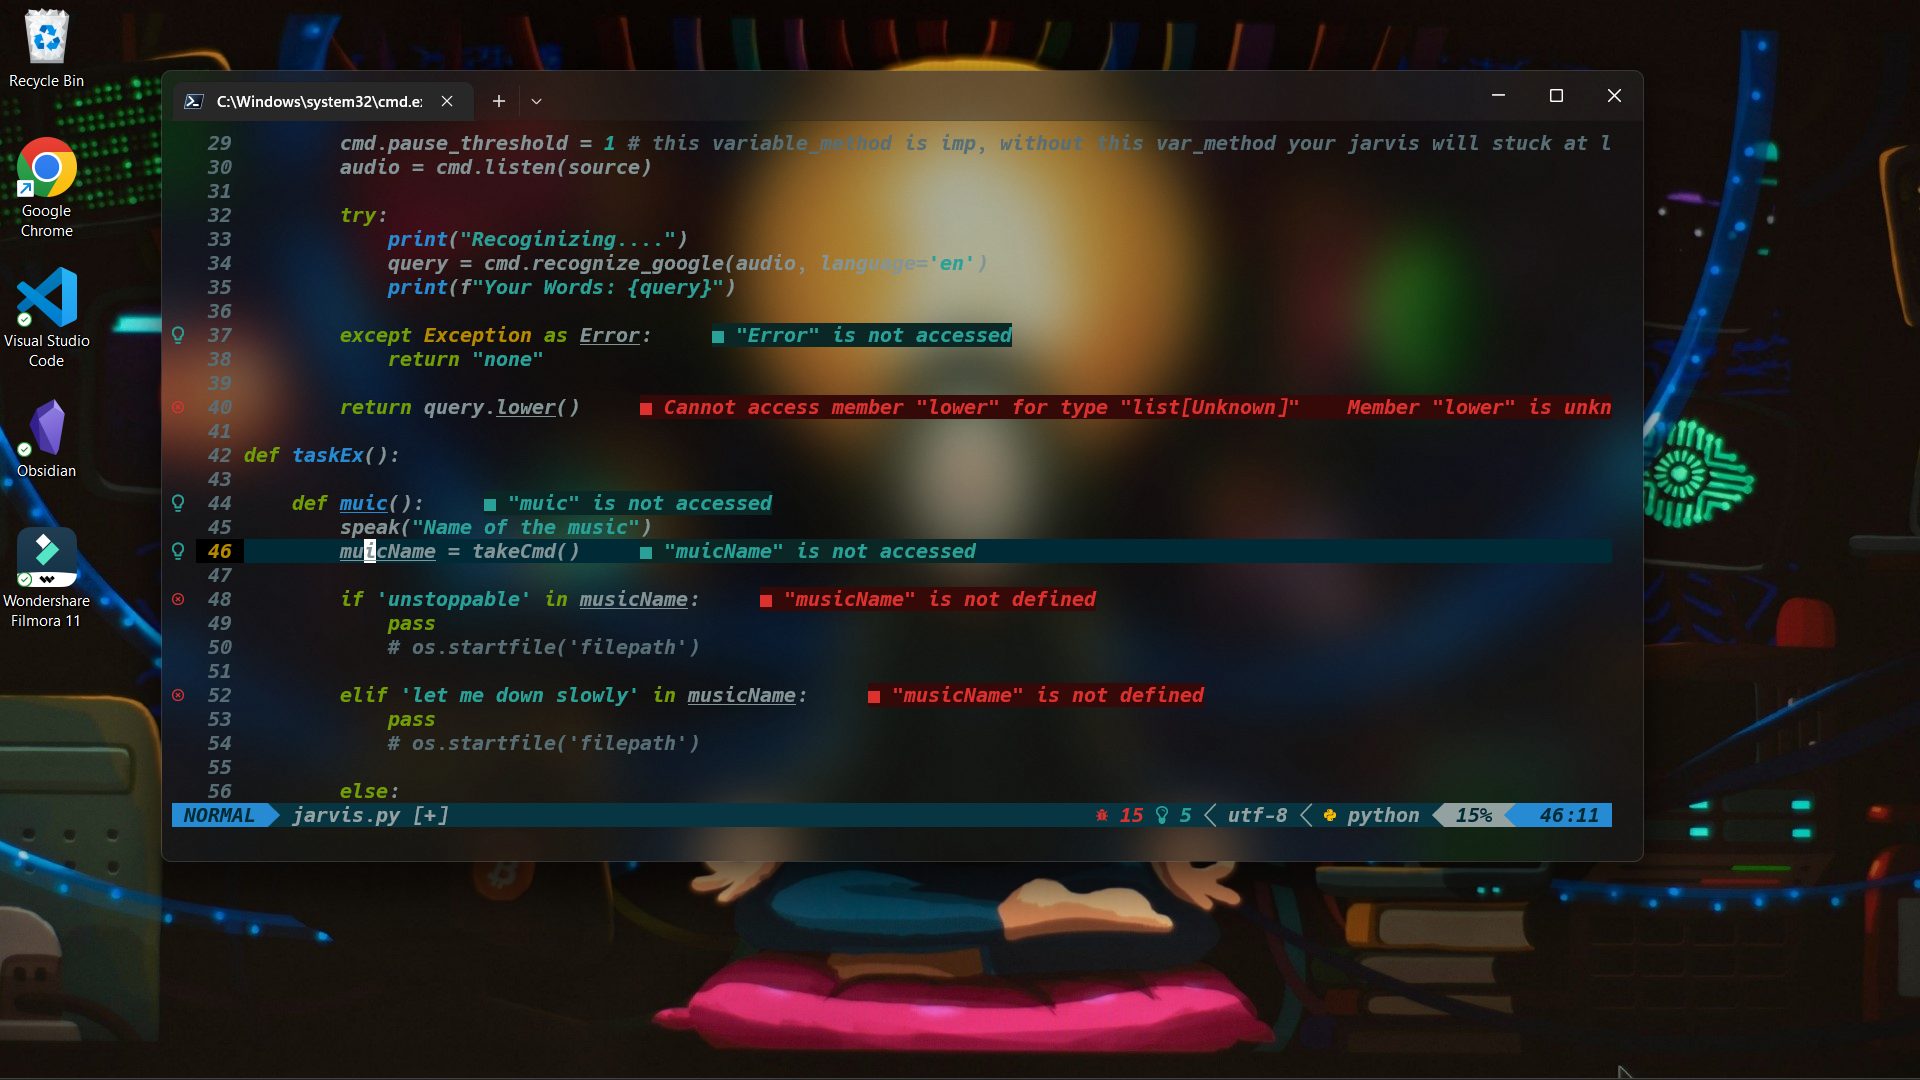 Recycle Bin
Google
Chrome
Visual Studio
Code
Obsidian
Wondershare
Filmora 11
C:\Windows\system32\cmd.e
29 cmd.pause_threshold = 1 # this variable_method is imp, without this var_method your jarvis will stuck at l
30 audio = cmd.listen(source)
31
32 try:
33 print("Recoginizing....")
34 query = cmd.recognize_google(audio, language='en')
35 print(f"Your Words: {query}")
36
37 except Exception as Error: ■ "Error" is not accessed
38 return "none"
39
40 return query.lower() ■ Cannot access member "lower" for type "list[Unknown]" Member "lower" is unkn
41
42 def taskEx():
43
44 def muic(): ■ "muic" is not accessed
45 speak("Name of the music")
46 muicName = takeCmd() ■ "muicName" is not accessed
47
48 if 'unstoppable' in musicName: ■ "musicName" is not defined
49 pass
50 # os.startfile('filepath')
51
52 elif 'let me down slowly' in musicName: ■ "musicName" is not defined
53 pass
54 # os.startfile('filepath')
55
56 else:
NORMAL jarvis.py [+] 15 5 utf-8 python 15% 46:11